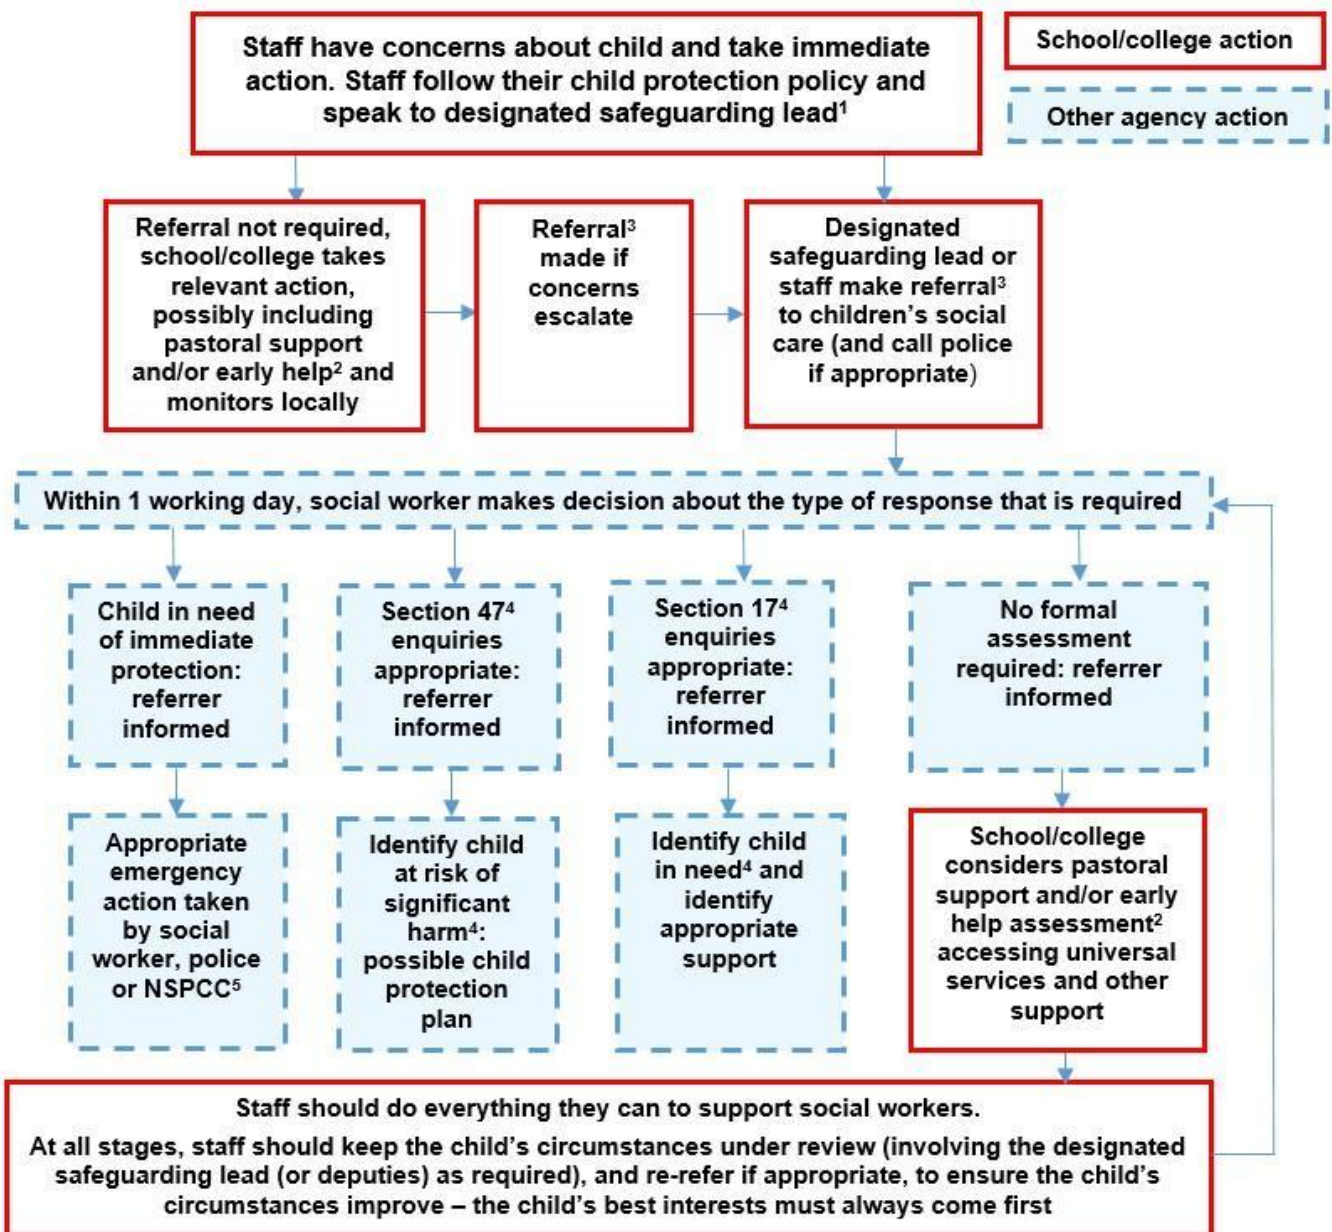 Staff have concerns about child and take immediate
action. Staff follow their child protection policy and
speak to designated safeguarding lead¹
School/college action
Other agency action
Referral not required,
school/college takes
relevant action,
possibly including
pastoral support
and/or early help² and
monitors locally
Referral³
made if
concerns
escalate
Designated
safeguarding lead or
staff make referral³
to children’s social
care (and call police
if appropriate)
Within 1 working day, social worker makes decision about the type of response that is required
Child in need
of immediate
protection:
referrer
informed
Section 47⁴
enquiries
appropriate:
referrer
informed
Section 17⁴
enquiries
appropriate:
referrer
informed
No formal
assessment
required: referrer
informed
Appropriate
emergency
action taken
by social
worker, police
or NSPCC⁵
Identify child
at risk of
significant
harm⁴:
possible child
protection
plan
Identify child
in need⁴ and
identify
appropriate
support
School/college
considers pastoral
support and/or early
help assessment²
accessing universal
services and other
support
Staff should do everything they can to support social workers.
At all stages, staff should keep the child’s circumstances under review (involving the designated
safeguarding lead (or deputies) as required), and re-refer if appropriate, to ensure the child’s
circumstances improve – the child’s best interests must always come first